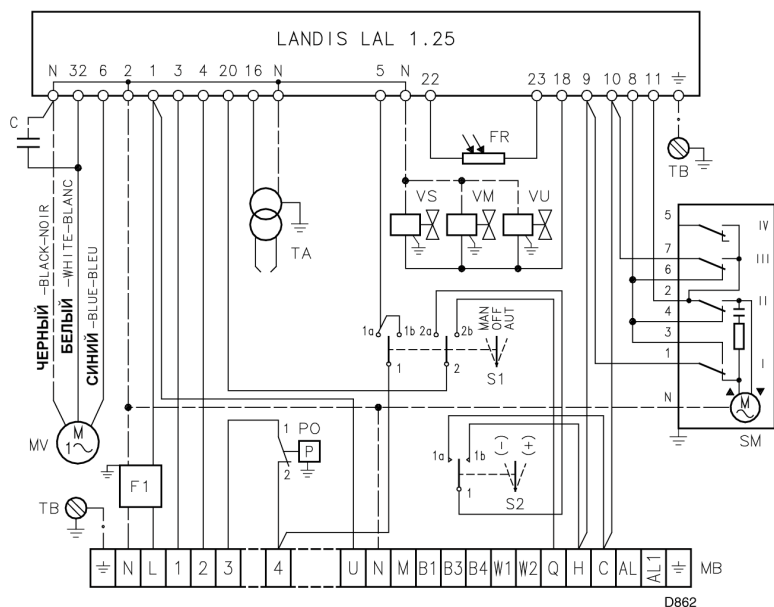 LANDIS LAL 1.25
N 32 6 2 1 3 4 20 16 N 5 N 22 23 18 9 10 8 11
C
FR
TB
VS VM VU
TA
ЧЕРНЫЙ -BLACK-NOIR
БЕЛЫЙ -WHITE-BLANC
СИНИЙ -BLUE-BLEU
5 IV
7 III
6
2 II
4
3
1 I
N
M
SM
1a 1b 2a 2b
MAN
OFF
AUT
1 2 S1
M
1
MV
1 PO
P
2
1a 1b (-) (+)
1 S2
F1
TB
N L 1 2 3 4 U N M B1 B3 B4 W1 W2 Q H C AL AL1 MB
D862